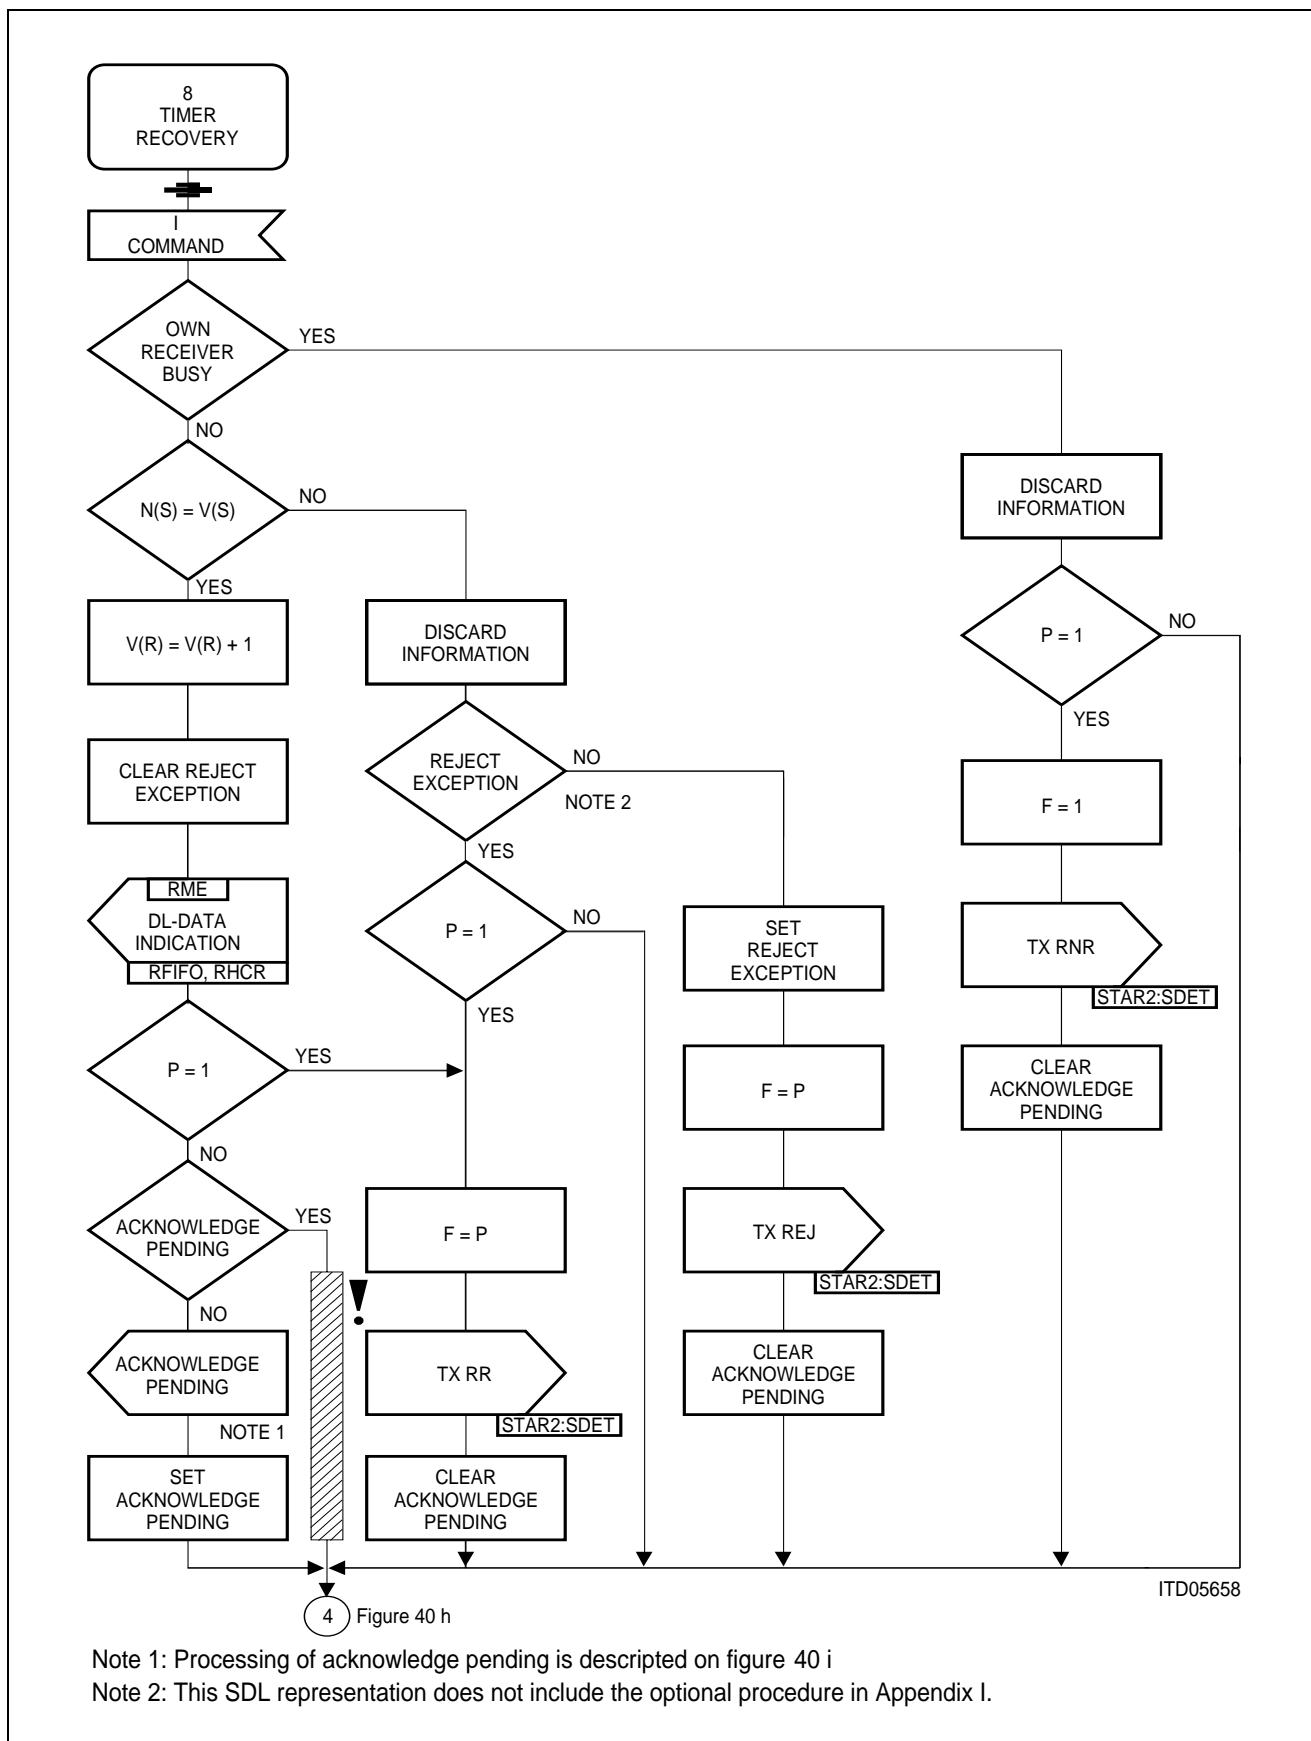 8
TIMER
RECOVERY
I
COMMAND
OWN
RECEIVER
BUSY
YES
NO
N(S) = V(S)
NO
YES
V(R) = V(R) + 1
CLEAR REJECT
EXCEPTION
RME
DL-DATA
INDICATION
RFIFO, RHCR
P = 1
YES
NO
ACKNOWLEDGE
PENDING
YES
NO
ACKNOWLEDGE
PENDING
NOTE 1
SET
ACKNOWLEDGE
PENDING
!
DISCARD
INFORMATION
REJECT
EXCEPTION
NO
NOTE 2
YES
P = 1
NO
YES
F = P
TX RR
STAR2:SDET
CLEAR
ACKNOWLEDGE
PENDING
SET
REJECT
EXCEPTION
F = P
TX REJ
STAR2:SDET
CLEAR
ACKNOWLEDGE
PENDING
DISCARD
INFORMATION
P = 1
NO
YES
F = 1
TX RNR
STAR2:SDET
CLEAR
ACKNOWLEDGE
PENDING
ITD05658
4 Figure 40 h
Note 1: Processing of acknowledge pending is descripted on figure 40 i
Note 2: This SDL representation does not include the optional procedure in Appendix I.